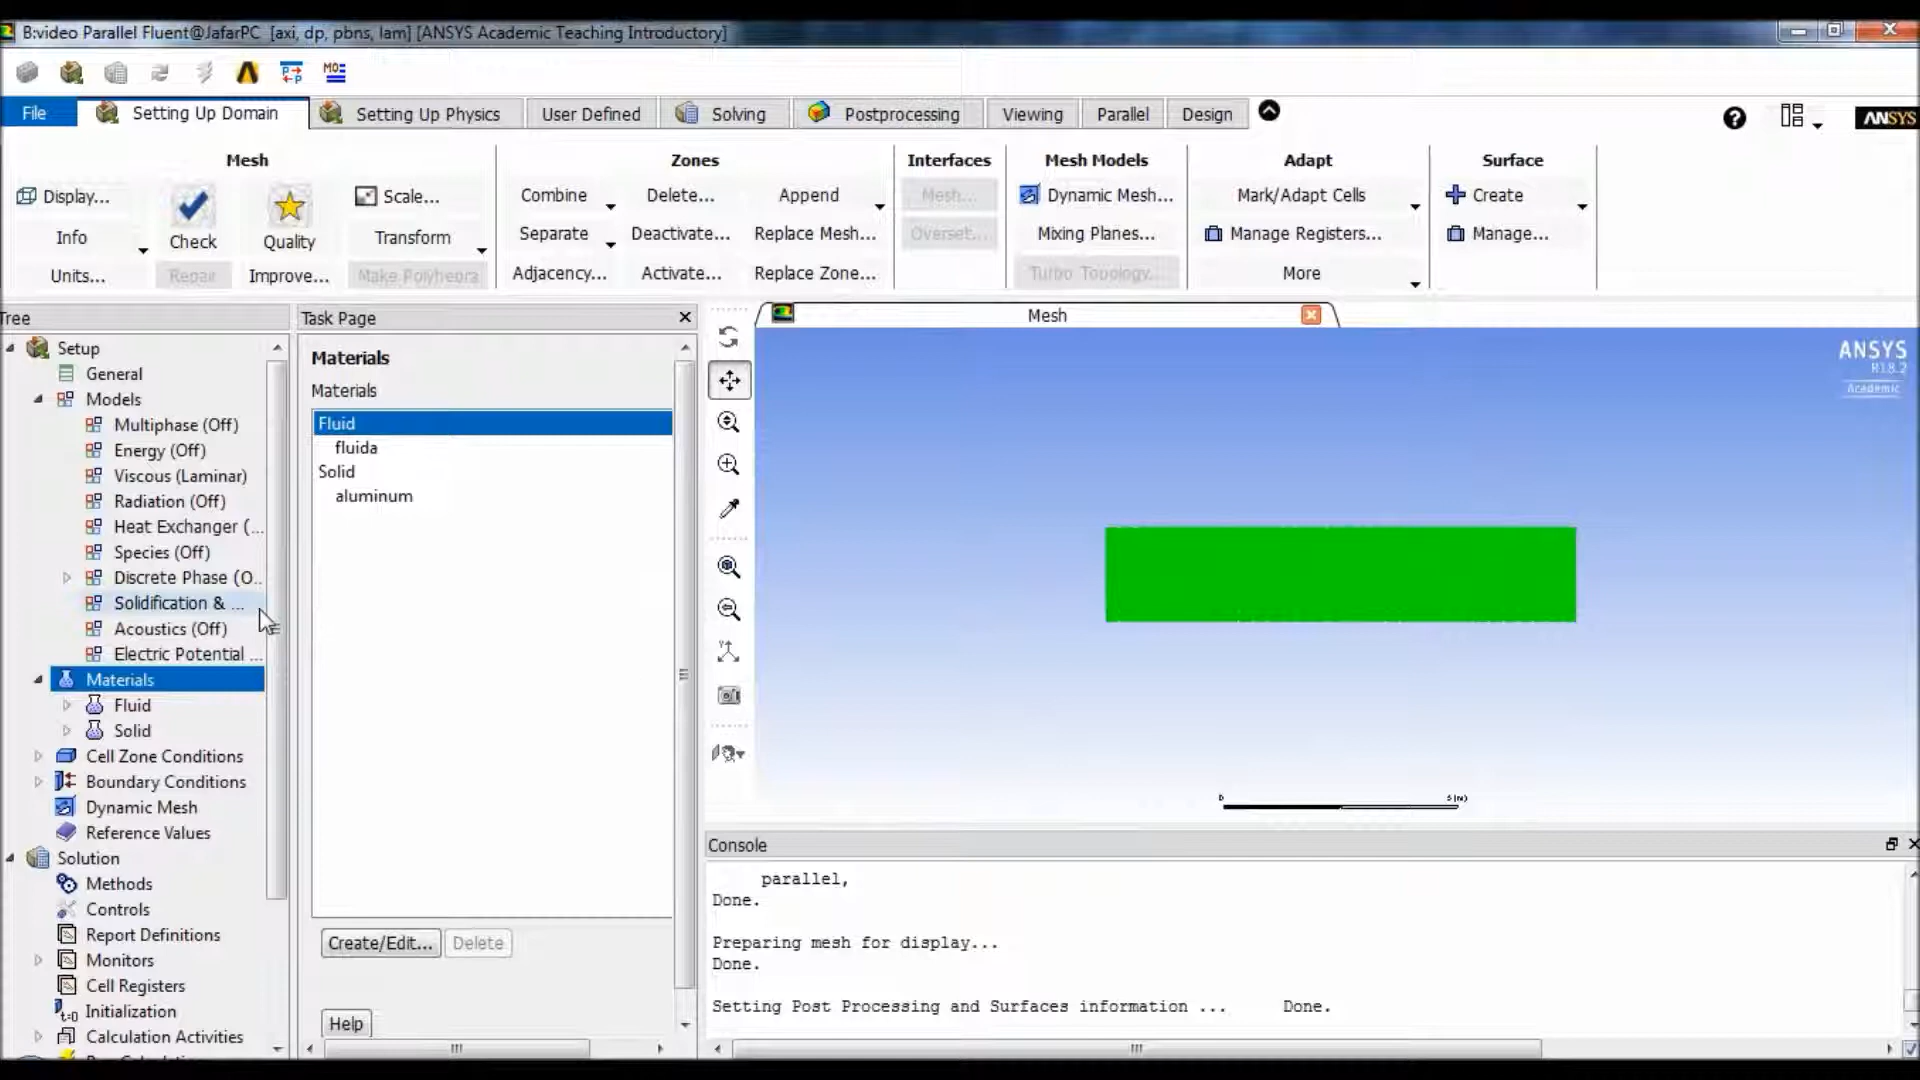 B:video Parallel Fluent@JafarPC [axi, dp, pbns, lam] [ANSYS Academic Teaching Introductory]
File
Setting Up Domain
Setting Up Physics
User Defined
Solving
Postprocessing
Viewing
Parallel
Design
ANSYS
Mesh
Display...
Info
Units...
Check
Repair
Quality
Improve...
Scale...
Transform
Make Polyhedra
Zones
Combine
Separate
Adjacency...
Delete...
Deactivate...
Activate...
Append
Replace Mesh...
Replace Zone...
Interfaces
Mesh...
Overset...
Mesh Models
Dynamic Mesh...
Mixing Planes...
Turbo Topology...
Adapt
Mark/Adapt Cells
Manage Registers...
More
Surface
Create
Manage...
Tree
Setup
General
Models
Multiphase (Off)
Energy (Off)
Viscous (Laminar)
Radiation (Off)
Heat Exchanger (...
Species (Off)
Discrete Phase (O...
Solidification & ...
Acoustics (Off)
Electric Potential ...
Materials
Fluid
Solid
Cell Zone Conditions
Boundary Conditions
Dynamic Mesh
Reference Values
Solution
Methods
Controls
Report Definitions
Monitors
Cell Registers
t=0 Initialization
Calculation Activities
Task Page
Materials
Materials
Fluid
fluida
Solid
aluminum
Create/Edit...
Delete
Help
Mesh
ANSYS
R18.2
Academic
0
5 (m)
Console
parallel,
Done.
Preparing mesh for display...
Done.
Setting Post Processing and Surfaces information ... Done.